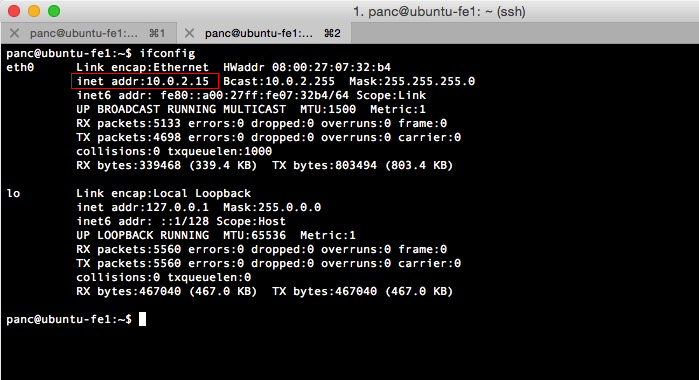 1. panc@ubuntu-fe1: ~ (ssh)
panc@ubuntu-fe1: ~... ⌘1 panc@ubuntu-fe1: ~... ⌘2
panc@ubuntu-fe1:~$ ifconfig
eth0 Link encap:Ethernet HWaddr 08:00:27:07:32:b4
inet addr:10.0.2.15 Bcast:10.0.2.255 Mask:255.255.255.0
inet6 addr: fe80::a00:27ff:fe07:32b4/64 Scope:Link
UP BROADCAST RUNNING MULTICAST MTU:1500 Metric:1
RX packets:5133 errors:0 dropped:0 overruns:0 frame:0
TX packets:4698 errors:0 dropped:0 overruns:0 carrier:0
collisions:0 txqueuelen:1000
RX bytes:339468 (339.4 KB) TX bytes:803494 (803.4 KB)
lo Link encap:Local Loopback
inet addr:127.0.0.1 Mask:255.0.0.0
inet6 addr: ::1/128 Scope:Host
UP LOOPBACK RUNNING MTU:65536 Metric:1
RX packets:5560 errors:0 dropped:0 overruns:0 frame:0
TX packets:5560 errors:0 dropped:0 overruns:0 carrier:0
collisions:0 txqueuelen:0
RX bytes:467040 (467.0 KB) TX bytes:467040 (467.0 KB)
panc@ubuntu-fe1:~$